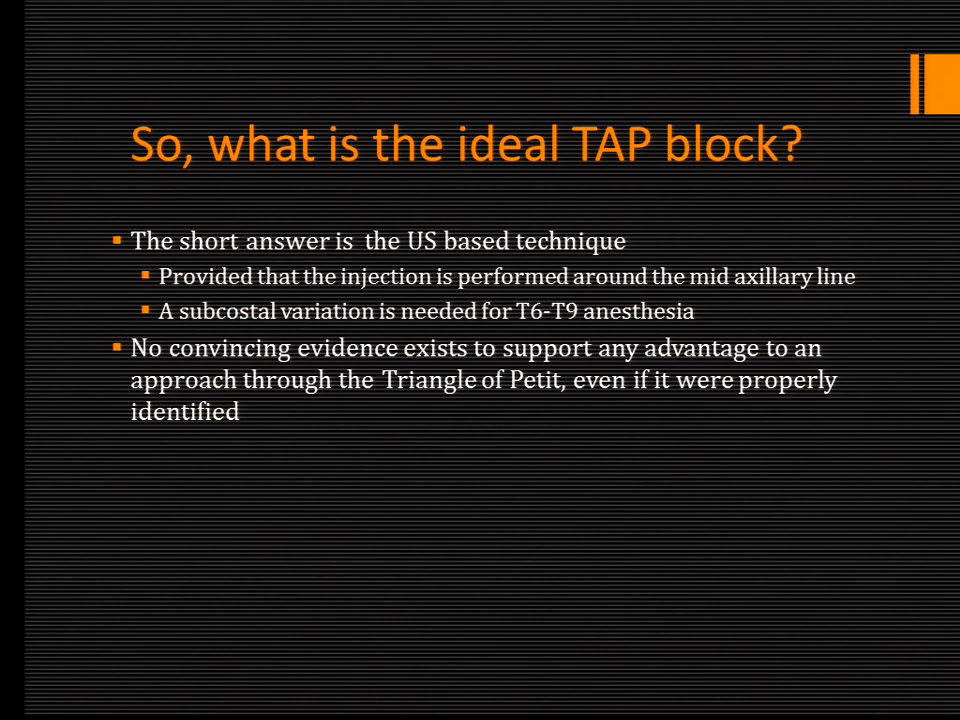 So, what is the ideal TAP block?
▪ The short answer is the US based technique
▪ Provided that the injection is performed around the mid axillary line
▪ A subcostal variation is needed for T6-T9 anesthesia
▪ No convincing evidence exists to support any advantage to an
approach through the Triangle of Petit, even if it were properly
identified